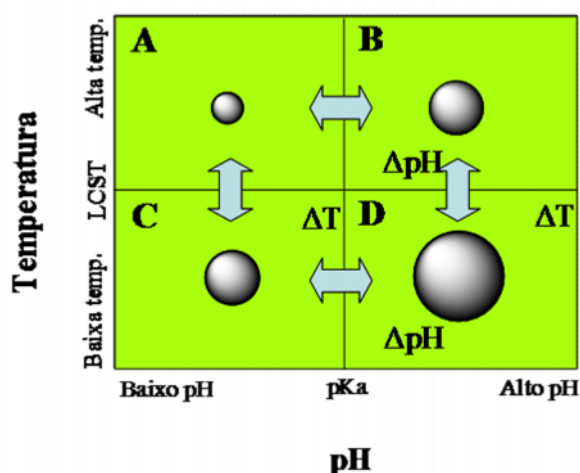 Temperatura
Alta temp.
LCST
Baixa temp.
A
B
ΔpH
C
ΔT
D
ΔT
ΔpH
Baixo pH
pKa
Alto pH
pH